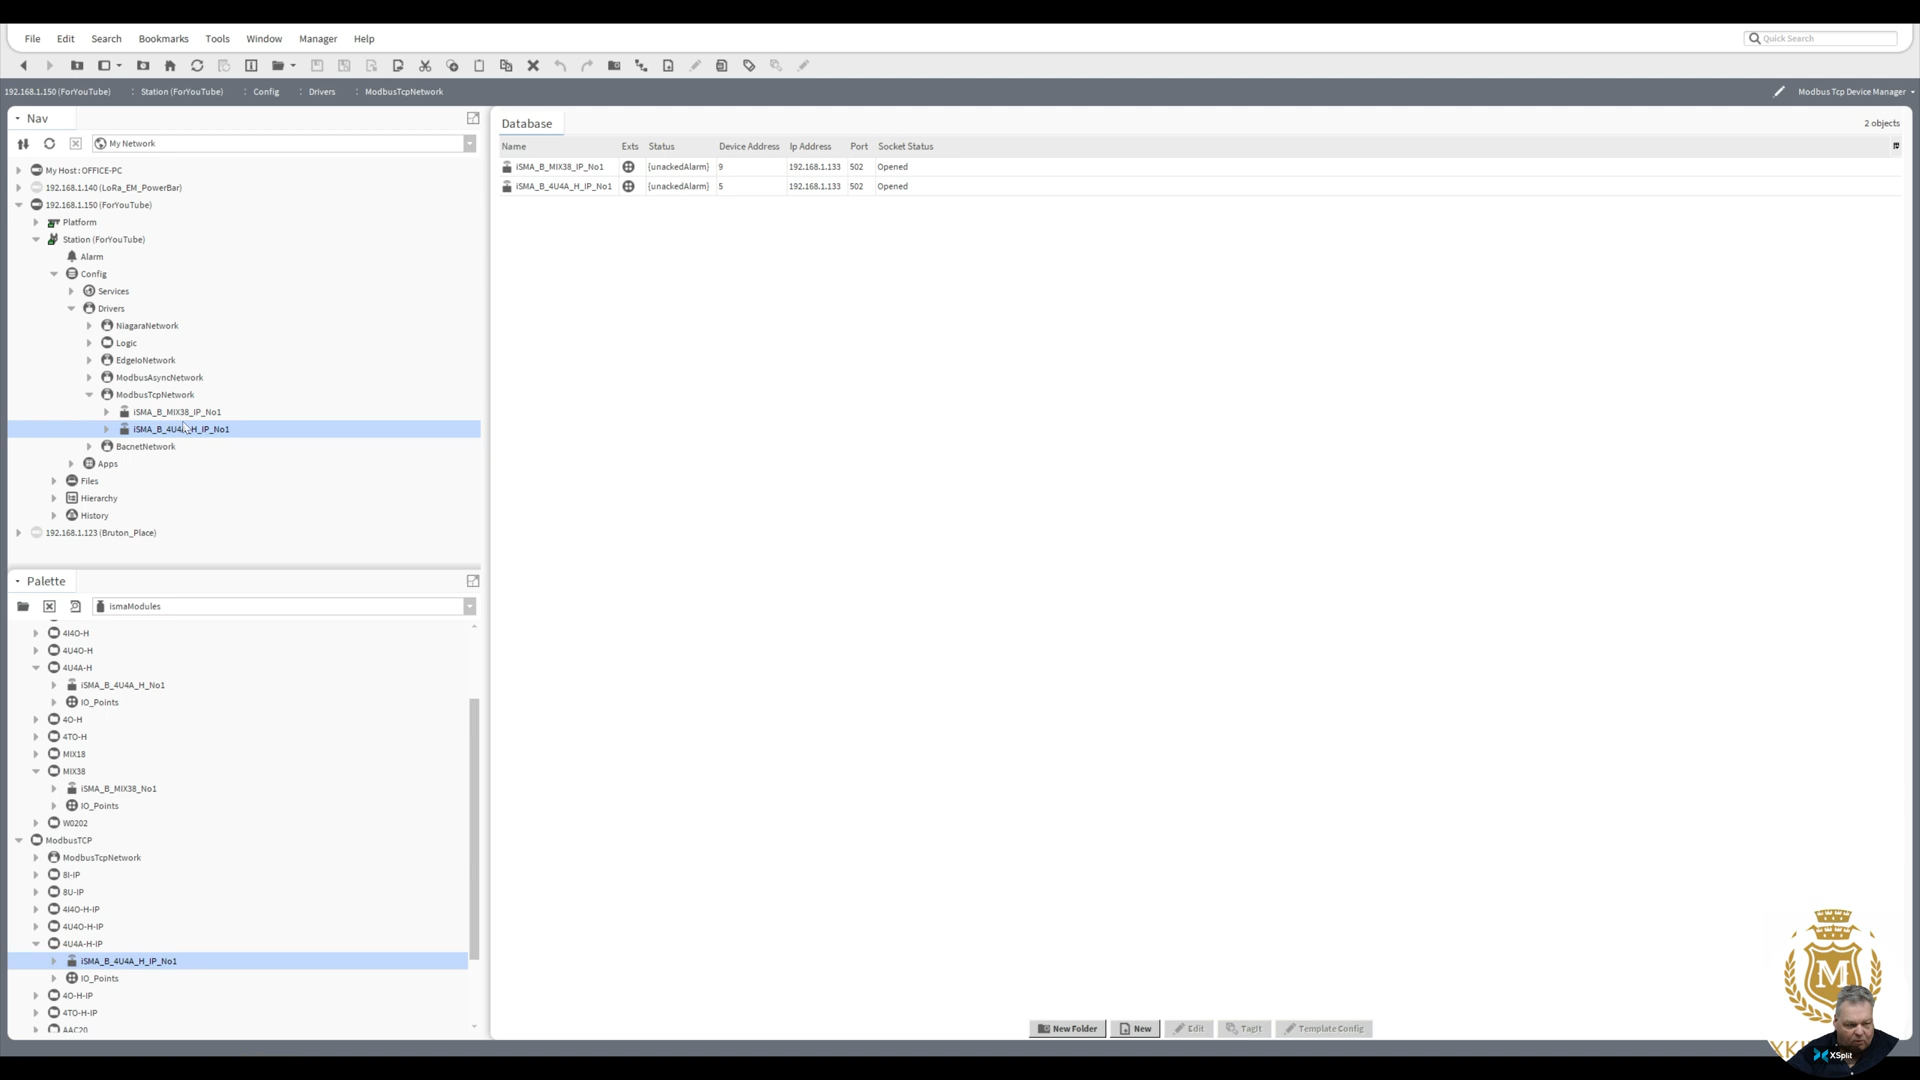 File Edit Search Bookmarks Tools Window Manager Help
Quick Search
192.168.1.150 (ForYouTube) : Station (ForYouTube) : Config : Drivers : ModbusTcpNetwork
Modbus Tcp Device Manager
Nav
My Network
My Host : OFFICE-PC
192.168.1.140 (LoRa_EM_PowerBar)
192.168.1.150 (ForYouTube)
Platform
Station (ForYouTube)
Alarm
Config
Services
Drivers
NiagaraNetwork
Logic
EdgeIoNetwork
ModbusAsyncNetwork
ModbusTcpNetwork
iSMA_B_MIX38_IP_No1
iSMA_B_4U4A_H_IP_No1
BacnetNetwork
Apps
Files
Hierarchy
History
192.168.1.123 (Bruton_Place)
Palette
ismaModules
4I4O-H
4U4O-H
4U4A-H
iSMA_B_4U4A_H_No1
IO_Points
4O-H
4TO-H
MIX18
MIX38
iSMA_B_MIX38_No1
IO_Points
W0202
ModbusTCP
ModbusTcpNetwork
8I-IP
8U-IP
4I4O-H-IP
4U4O-H-IP
4U4A-H-IP
iSMA_B_4U4A_H_IP_No1
IO_Points
4O-H-IP
4TO-H-IP
AAC20
Database
2 objects
Name Exts Status Device Address Ip Address Port Socket Status
iSMA_B_MIX38_IP_No1 {unackedAlarm} 9 192.168.1.133 502 Opened
iSMA_B_4U4A_H_IP_No1 {unackedAlarm} 5 192.168.1.133 502 Opened
New Folder New Edit TagIt Template Config
M
XSplit